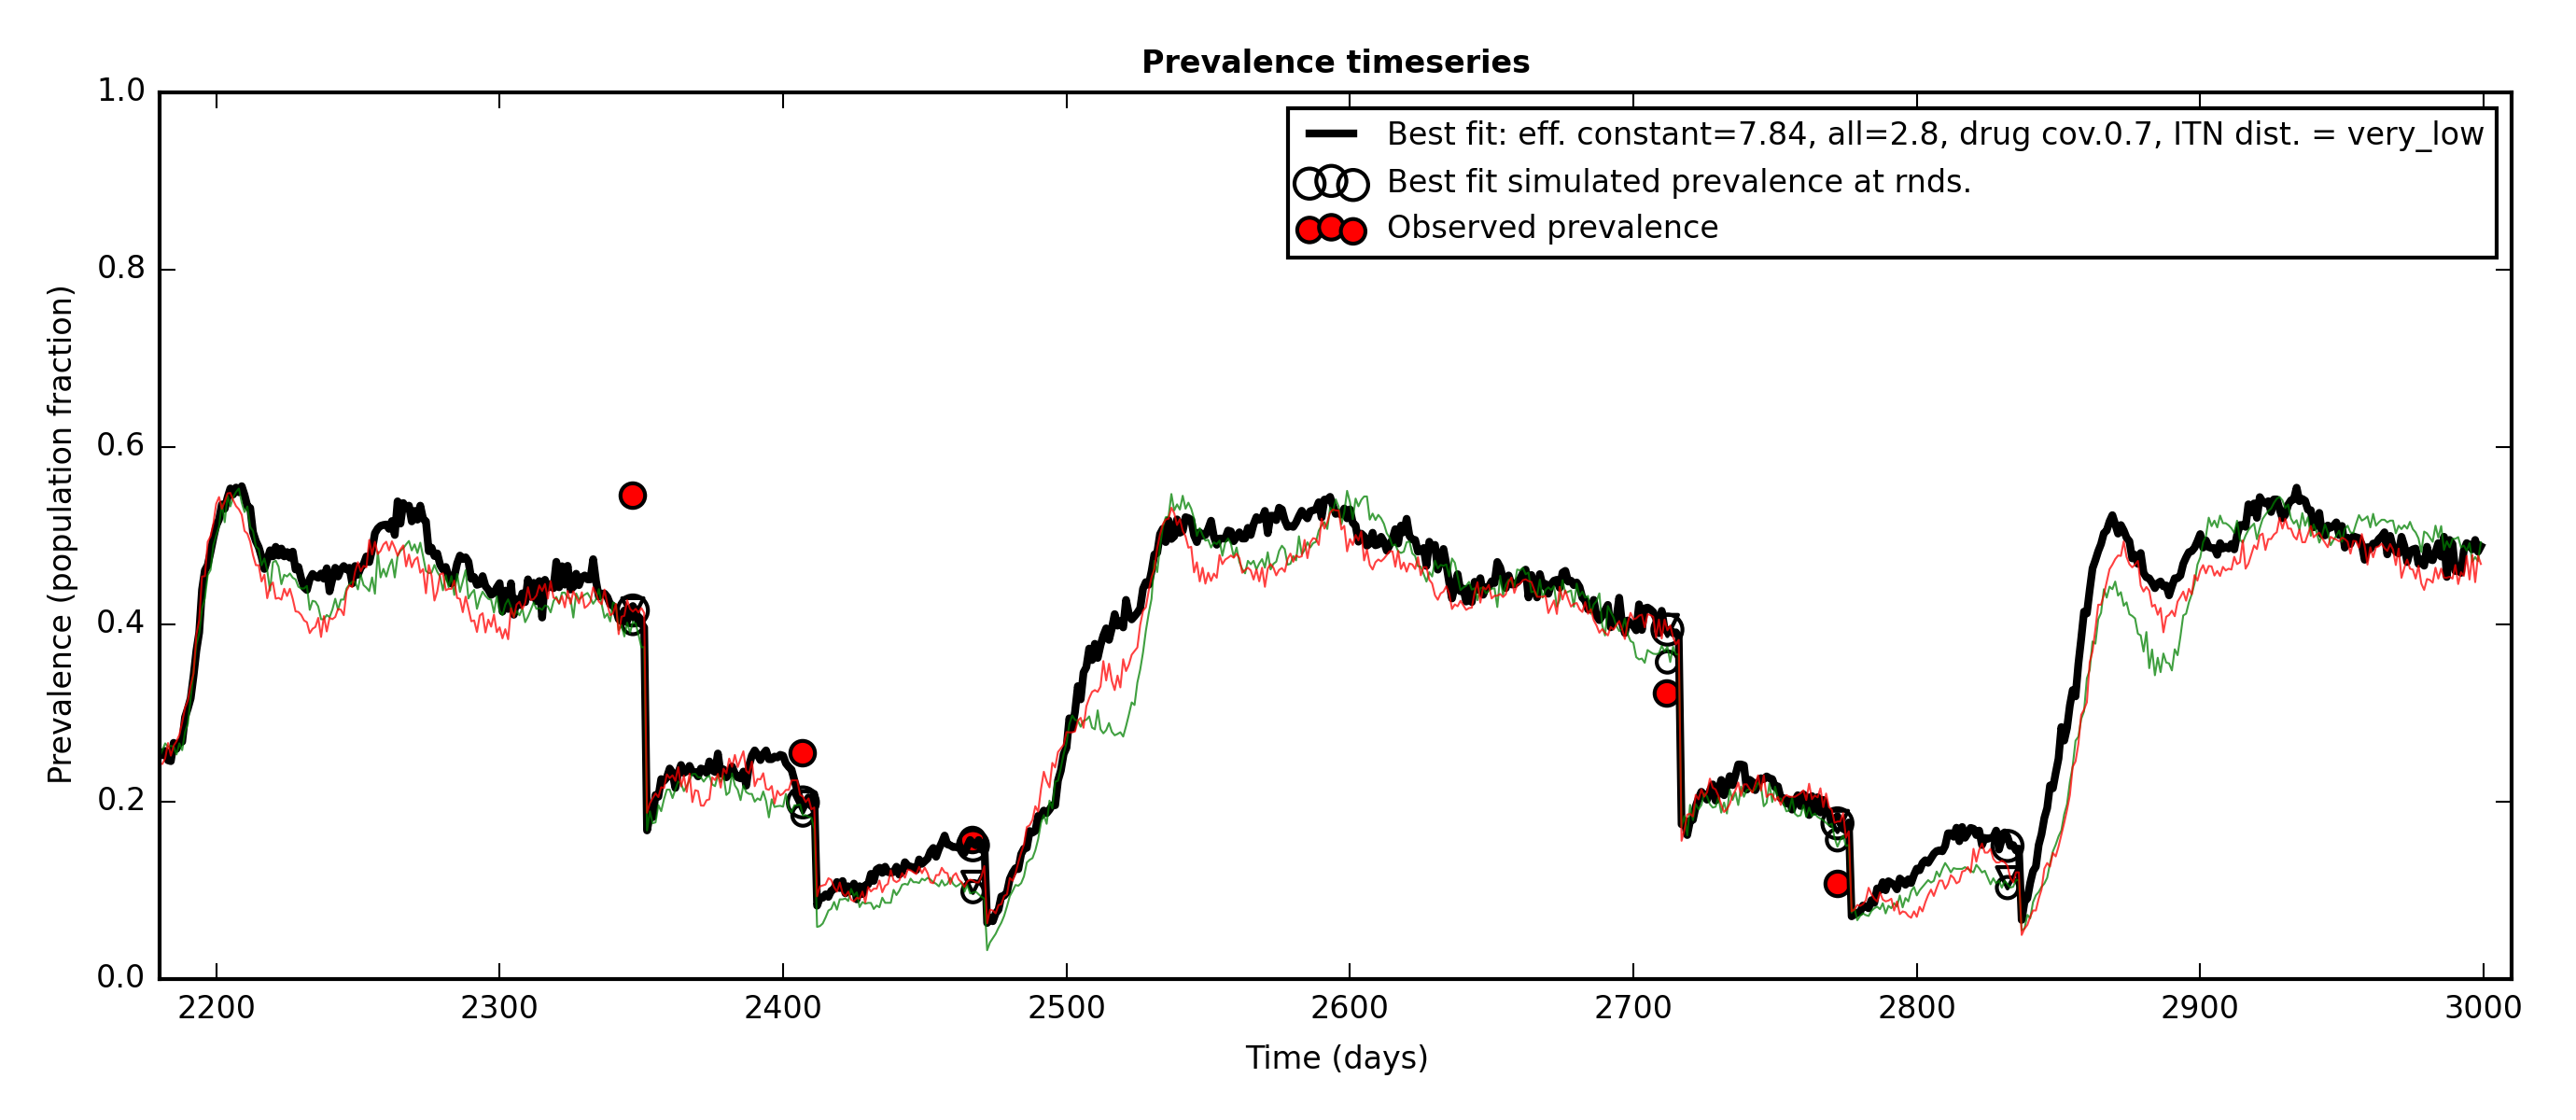 Prevalence timeseries
Best fit: eff. constant=7.84, all=2.8, drug cov.0.7, ITN dist. = very_low
Best fit simulated prevalence at rnds.
Observed prevalence
Prevalence (population fraction)
1.0
0.8
0.6
0.4
0.2
0.0
2200 2300 2400 2500 2600 2700 2800 2900 3000
Time (days)